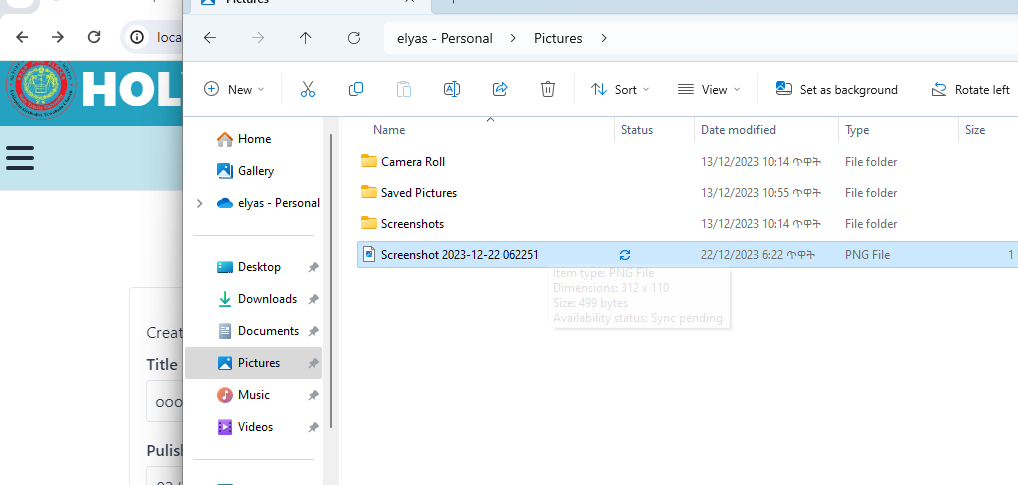 Pictures
loca
elyas - Personal > Pictures >
HOL
New
Sort
View
Set as background
Rotate left
Name Status Date modified Type Size
Home
Gallery
elyas - Personal
Desktop
Downloads
Documents
Pictures
Music
Videos
Camera Roll 13/12/2023 10:14 ጥዋት File folder
Saved Pictures 13/12/2023 10:55 ጥዋት File folder
Screenshots 13/12/2023 10:14 ጥዋት File folder
Screenshot 2023-12-22 062251 22/12/2023 6:22 ጥዋት PNG File 1
Item type: PNG File
Dimensions: 312 x 110
Size: 499 bytes
Availability status: Sync pending
Creat
Title
ooo
Pulish